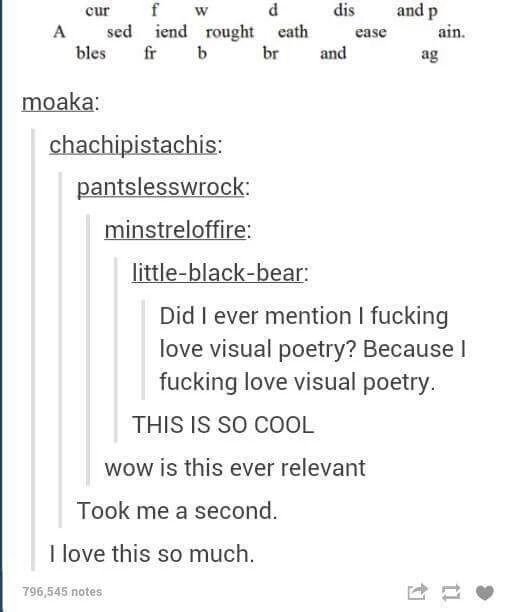 cur f w d dis and p
A sed iend rought eath ease ain.
bles fr b br and ag
moaka:
chachipistachis:
pantslesswrock:
minstreloffire:
little-black-bear:
Did I ever mention I fucking
love visual poetry? Because I
fucking love visual poetry.
THIS IS SO COOL
wow is this ever relevant
Took me a second.
I love this so much.
796,545 notes